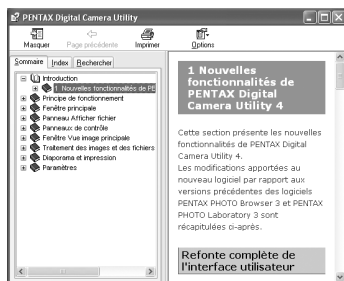 PENTAX Digital Camera Utility
Masquer
Page précédente
Imprimer
Options
Sommaire
Index
Rechercher
Introduction
1 Nouvelles fonctionnalités de PE
Principe de fonctionnement
Fenêtre principale
Panneau Afficher fichier
Panneaux de contrôle
Fenêtre Vue image principale
Traitement des images et des fichiers
Diaporama et impression
Paramètres
1 Nouvelles
fonctionnalités de
PENTAX Digital
Camera Utility 4
Cette section présente les nouvelles
fonctionnalités de PENTAX Digital
Camera Utility 4.
Les modifications apportées au
nouveau logiciel par rapport aux
versions précédentes des logiciels
PENTAX PHOTO Browser 3 et PENTAX
PHOTO Laboratory 3 sont
récapitulées ci-après.
Refonte complète de
l'interface utilisateur